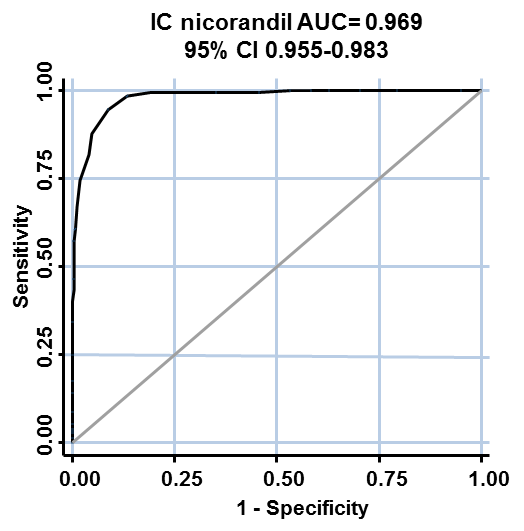 IC nicorandil AUC= 0.969
95% CI 0.955-0.983
1.00
0.75
0.50
0.25
0.00
Sensitivity
0.00 0.25 0.50 0.75 1.00
1 - Specificity